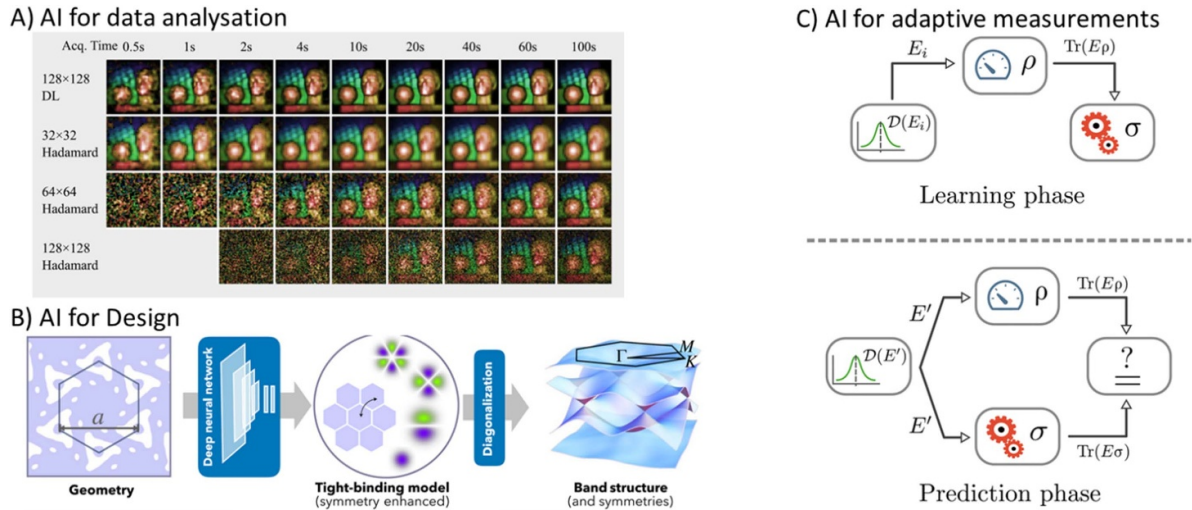 A) AI for data analysation
Acq. Time 0.5s 1s 2s 4s 10s 20s 40s 60s 100s
128×128
DL
32×32
Hadamard
64×64
Hadamard
128×128
Hadamard
B) AI for Design
a
Geometry
Deep neural network
Tight-binding model
(symmetry enhanced)
Diagonalization
Γ
M
K
Band structure
(and symmetries)
C) AI for adaptive measurements
E_i
ρ
Tr(Eρ)
D(E_i)
σ
Learning phase
ρ
Tr(Eρ)
E′
D(E′)
?
=
E′
σ
Tr(Eσ)
Prediction phase